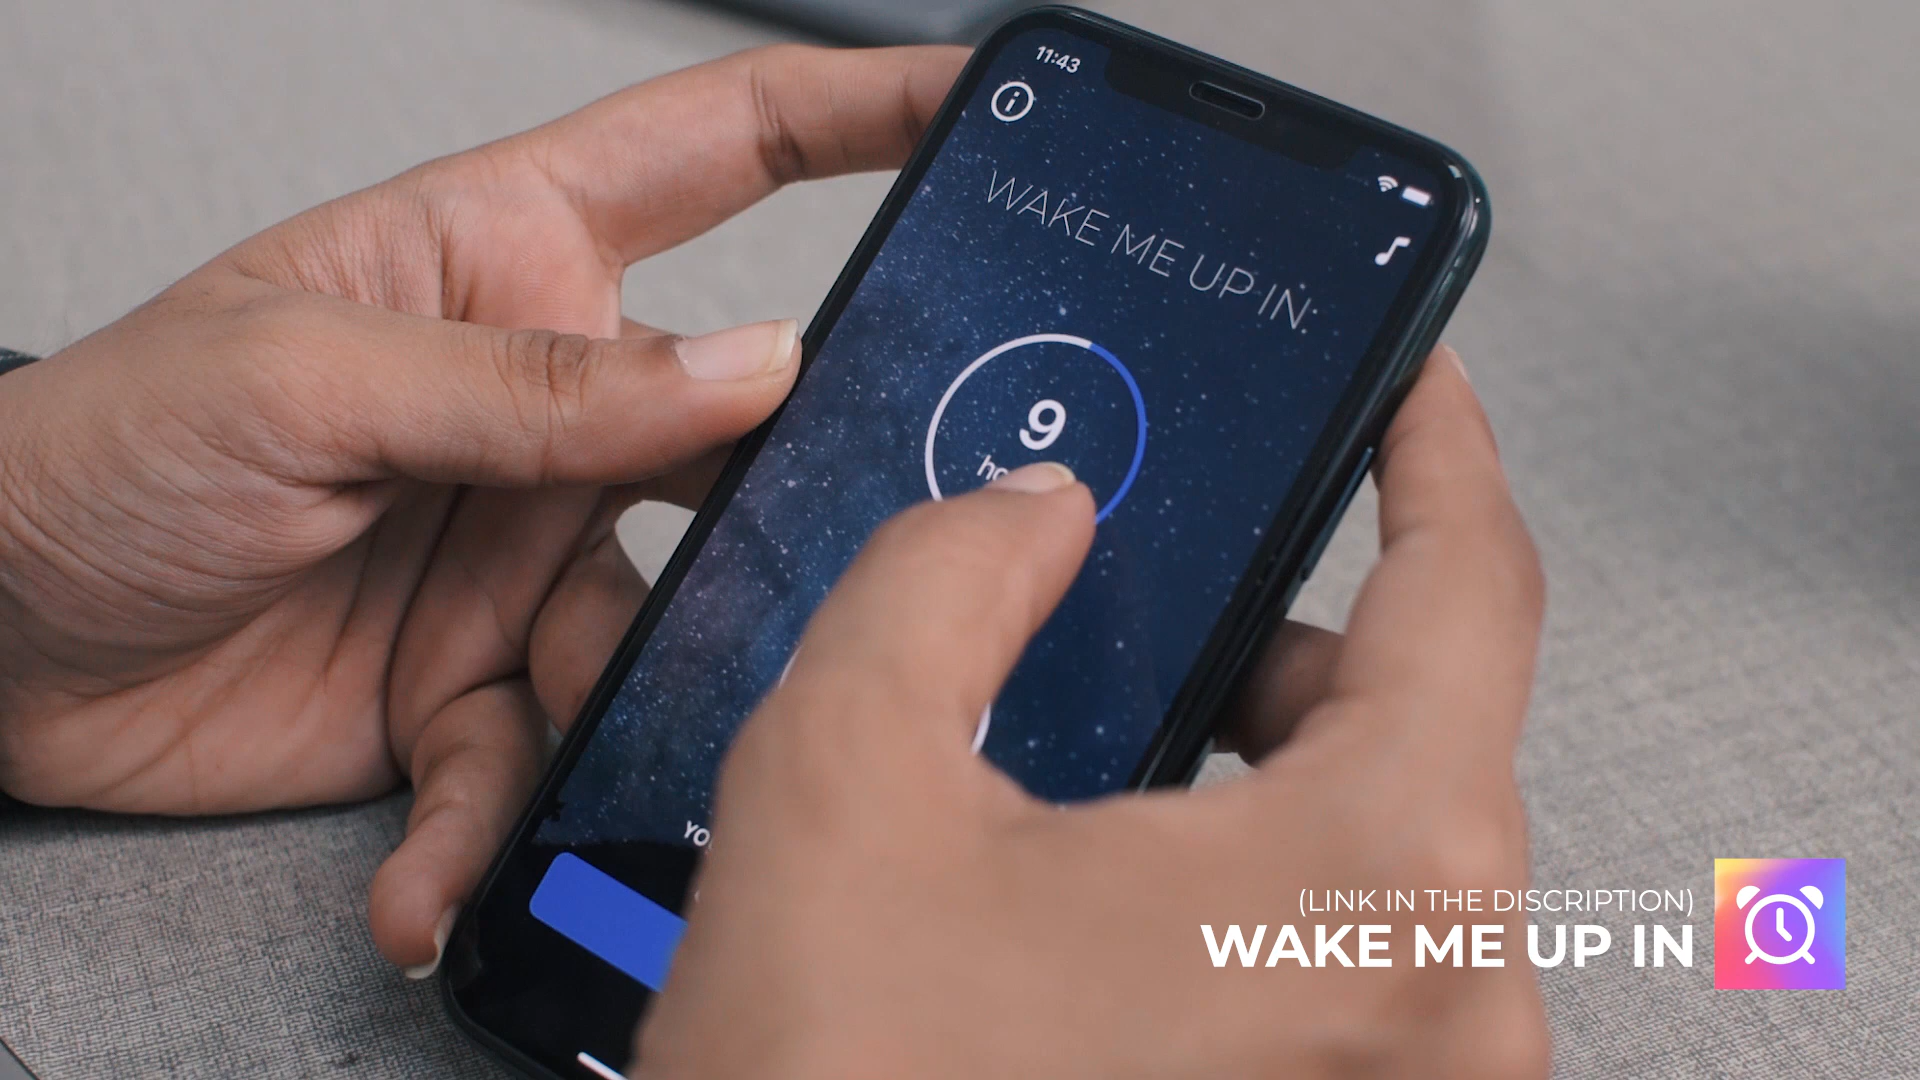 11:43
WAKE ME UP IN:
9
(LINK IN THE DISCRIPTION)
WAKE ME UP IN